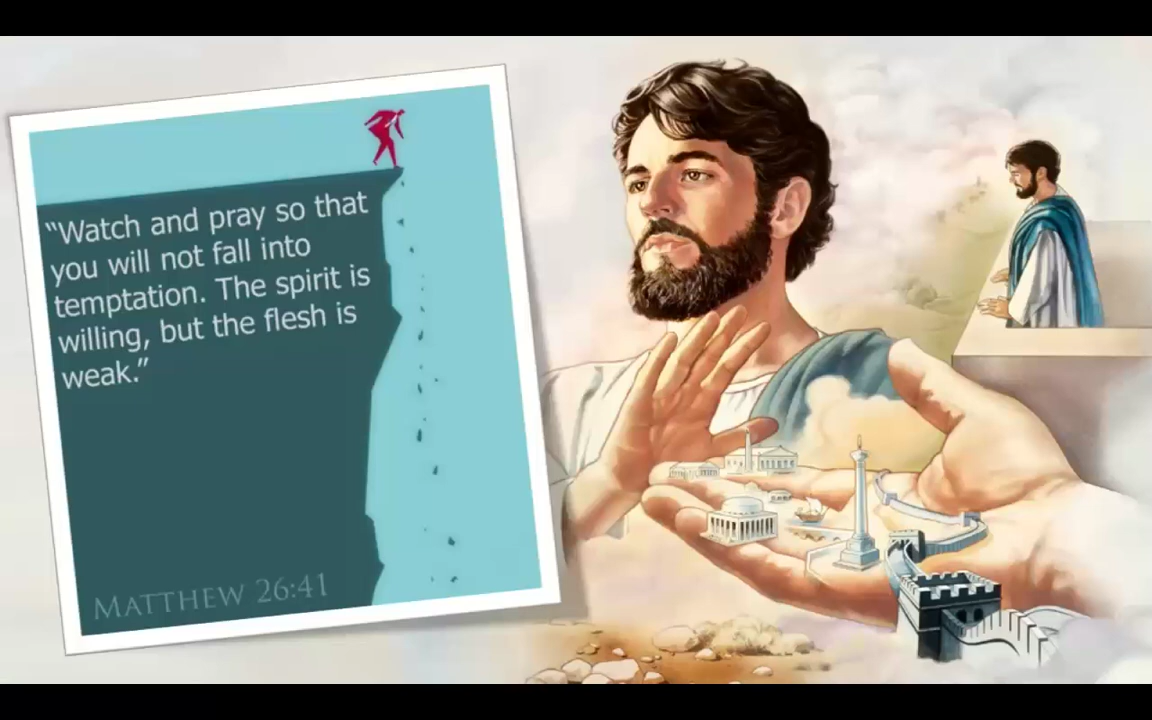 “Watch and pray so that
you will not fall into
temptation. The spirit is
willing, but the flesh is
weak.”
MATTHEW 26:41